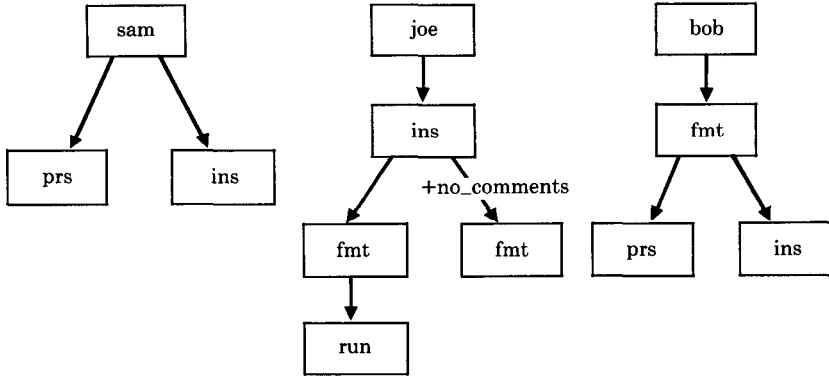 sam
joe
bob
ins
fmt
prs
ins
+no_comments
fmt
fmt
prs
ins
run